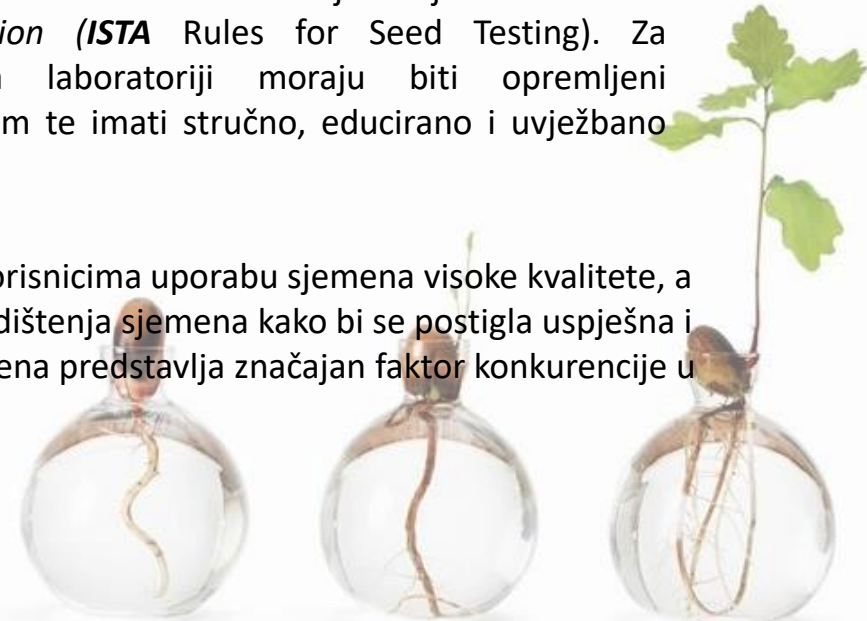 ion (ISTA Rules for Seed Testing). Za
laboratoriji moraju biti opremljeni
m te imati stručno, educirano i uvježbano
orisnicima uporabu sjemena visoke kvalitete, a
dištenja sjemena kako bi se postigla uspješna i
ena predstavlja značajan faktor konkurencije u